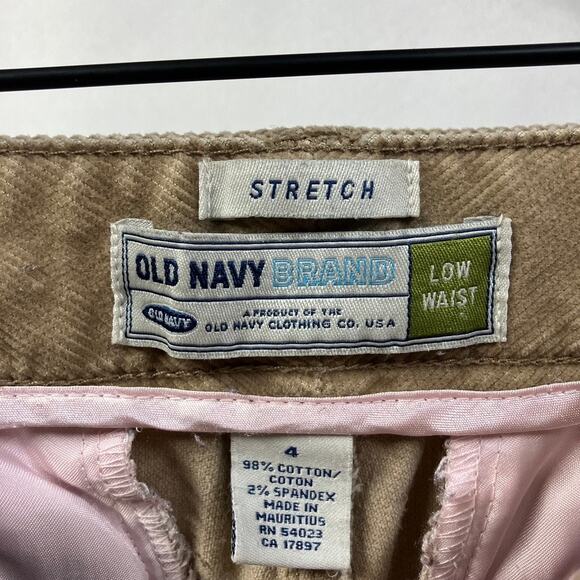 STRETCH
OLD NAVY BRAND
LOW
WAIST
OLD NAVY
A PRODUCT OF THE
OLD NAVY CLOTHING CO. USA
4
98% COTTON/
COTON
2% SPANDEX
MADE IN
MAURITIUS
RN 54023
CA 17897